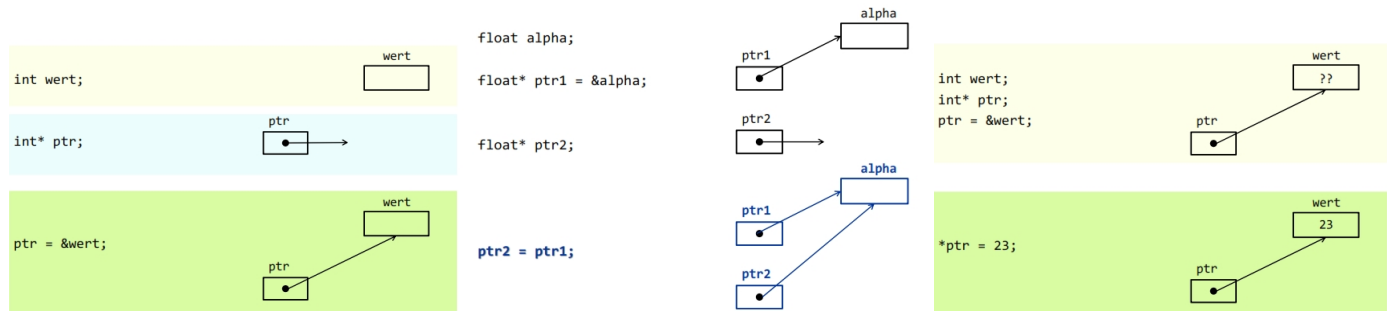 wert
int wert;
ptr
int* ptr;
wert
ptr = &wert;
ptr
alpha
float alpha;
ptr1
float* ptr1 = &alpha;
ptr2
float* ptr2;
alpha
ptr1
ptr2 = ptr1;
ptr2
wert
int wert;
??
int* ptr;
ptr = &wert;
ptr
wert
23
*ptr = 23;
ptr